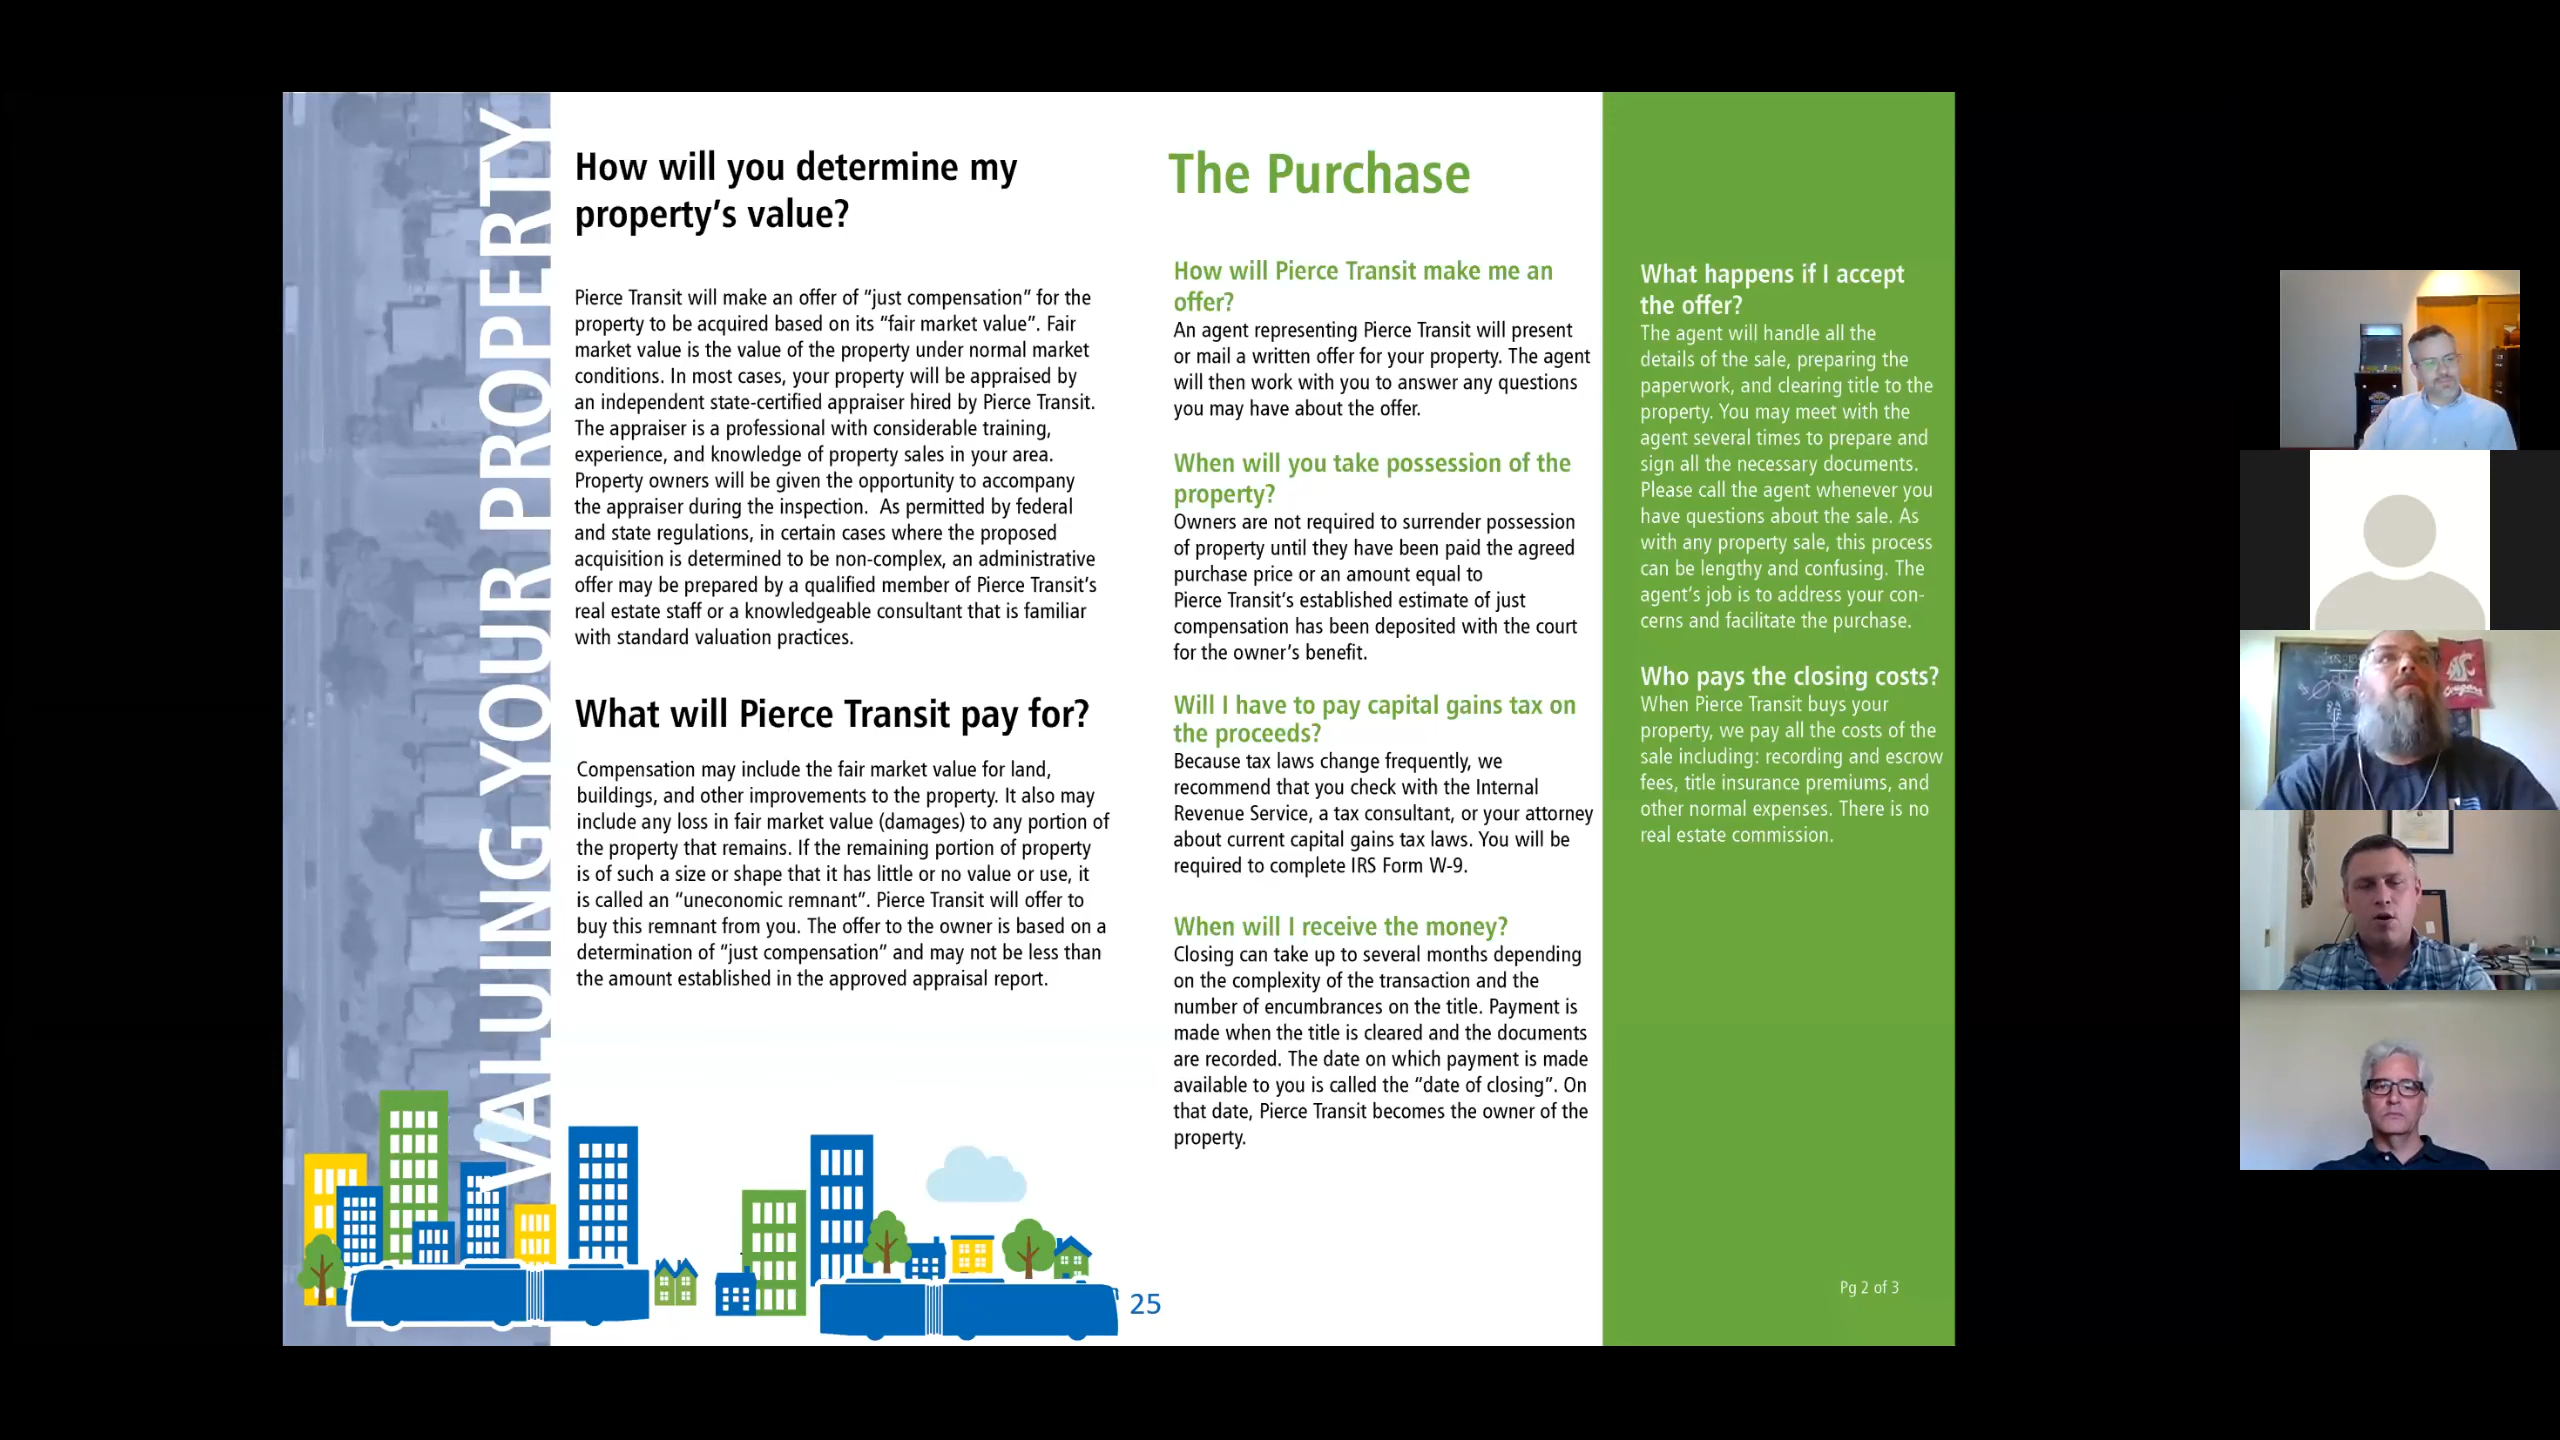 VALUING YOUR PROPERTY
How will you determine my
property’s value?
Pierce Transit will make an offer of “just compensation” for the
property to be acquired based on its “fair market value”. Fair
market value is the value of the property under normal market
conditions. In most cases, your property will be appraised by
an independent state-certified appraiser hired by Pierce Transit.
The appraiser is a professional with considerable training,
experience, and knowledge of property sales in your area.
Property owners will be given the opportunity to accompany
the appraiser during the inspection.  As permitted by federal
and state regulations, in certain cases where the proposed
acquisition is determined to be non-complex, an administrative
offer may be prepared by a qualified member of Pierce Transit’s
real estate staff or a knowledgeable consultant that is familiar
with standard valuation practices.
What will Pierce Transit pay for?
Compensation may include the fair market value for land,
buildings, and other improvements to the property. It also may
include any loss in fair market value (damages) to any portion of
the property that remains. If the remaining portion of property
is of such a size or shape that it has little or no value or use, it
is called an “uneconomic remnant”. Pierce Transit will offer to
buy this remnant from you. The offer to the owner is based on a
determination of “just compensation” and may not be less than
the amount established in the approved appraisal report.
25
The Purchase
How will Pierce Transit make me an
offer?
An agent representing Pierce Transit will present
or mail a written offer for your property. The agent
will then work with you to answer any questions
you may have about the offer.
When will you take possession of the
property?
Owners are not required to surrender possession
of property until they have been paid the agreed
purchase price or an amount equal to
Pierce Transit’s established estimate of just
compensation has been deposited with the court
for the owner’s benefit.
Will I have to pay capital gains tax on
the proceeds?
Because tax laws change frequently, we
recommend that you check with the Internal
Revenue Service, a tax consultant, or your attorney
about current capital gains tax laws. You will be
required to complete IRS Form W-9.
When will I receive the money?
Closing can take up to several months depending
on the complexity of the transaction and the
number of encumbrances on the title. Payment is
made when the title is cleared and the documents
are recorded. The date on which payment is made
available to you is called the “date of closing”. On
that date, Pierce Transit becomes the owner of the
property.
What happens if I accept
the offer?
The agent will handle all the
details of the sale, preparing the
paperwork, and clearing title to the
property. You may meet with the
agent several times to prepare and
sign all the necessary documents.
Please call the agent whenever you
have questions about the sale. As
with any property sale, this process
can be lengthy and confusing. The
agent’s job is to address your con-
cerns and facilitate the purchase.
Who pays the closing costs?
When Pierce Transit buys your
property, we pay all the costs of the
sale including: recording and escrow
fees, title insurance premiums, and
other normal expenses. There is no
real estate commission.
Pg 2 of 3
Cougars